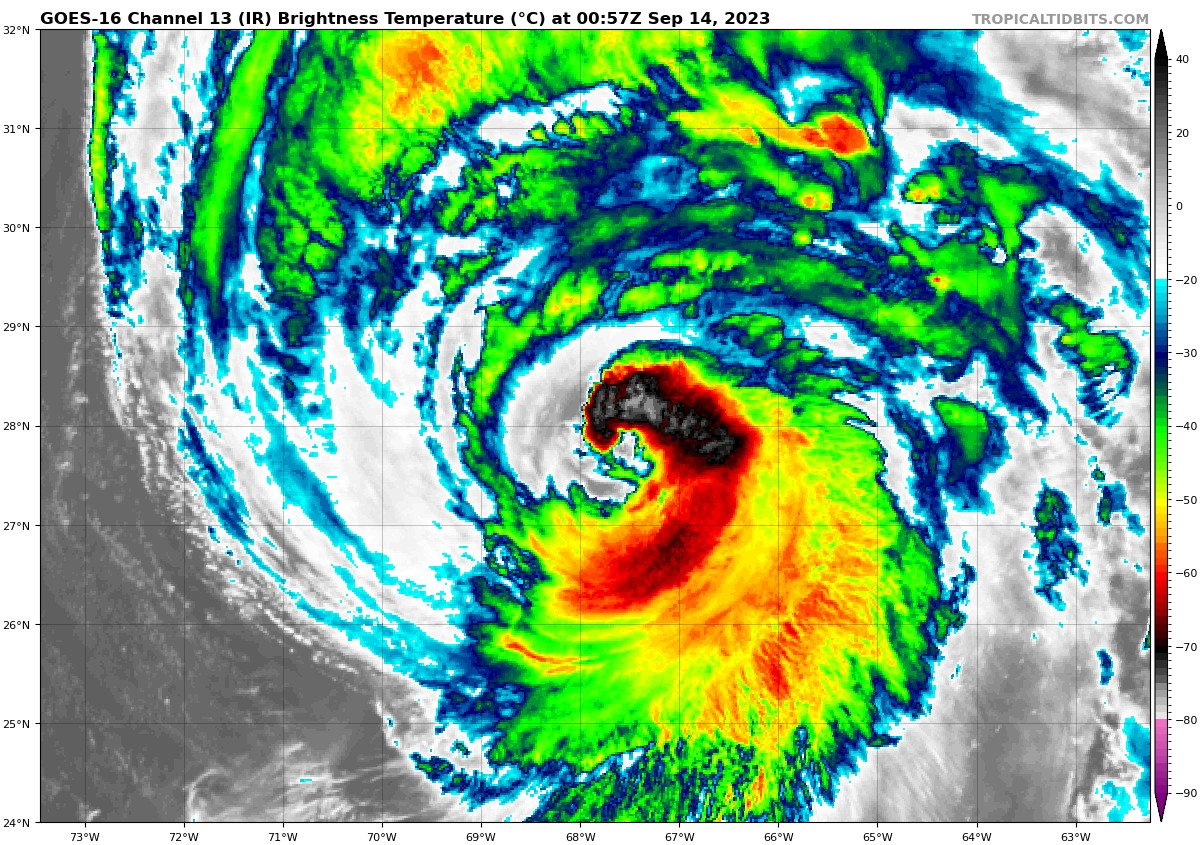 GOES-16 Channel 13 (IR) Brightness Temperature (°C) at 00:57Z Sep 14, 2023
TROPICALTIDBITS.COM
32°N
31°N
30°N
29°N
28°N
27°N
26°N
25°N
24°N
73°W
72°W
71°W
70°W
69°W
68°W
67°W
66°W
65°W
64°W
63°W
40
20
0
−20
−30
−40
−50
−60
−70
−80
−90